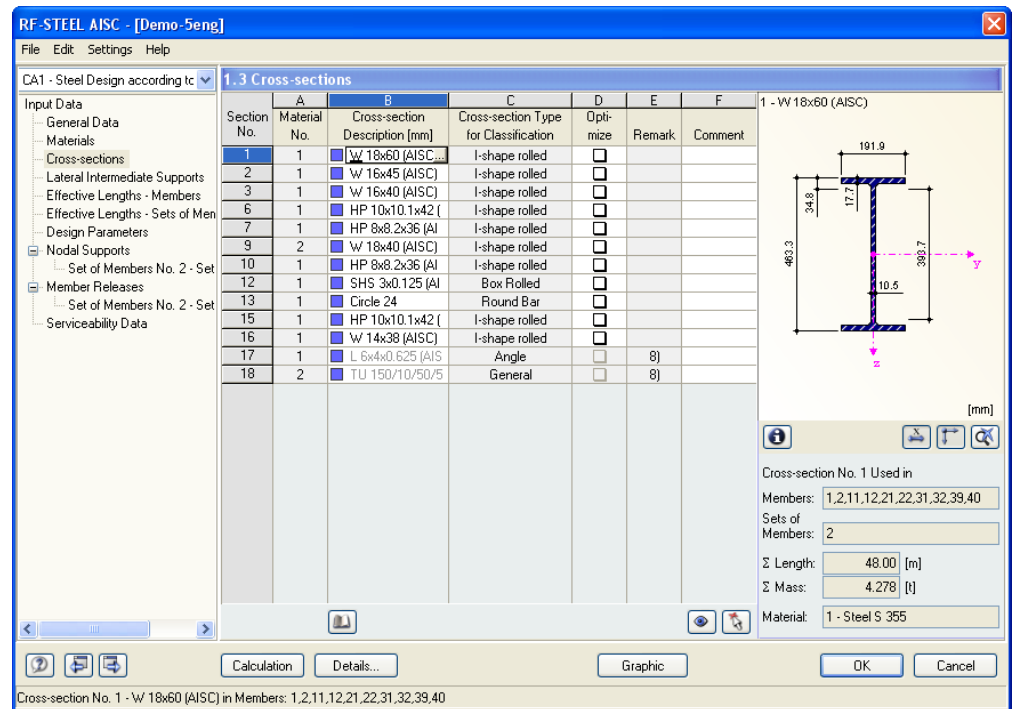 RF-STEEL AISC - [Demo-5eng]
File Edit Settings Help
CA1 - Steel Design according tc
Input Data
General Data
Materials
Cross-sections
Lateral Intermediate Supports
Effective Lengths - Members
Effective Lengths - Sets of Men
Design Parameters
Nodal Supports
Set of Members No. 2 - Set
Member Releases
Set of Members No. 2 - Set
Serviceability Data
1.3 Cross-sections
A B C D E F
Section Material Cross-section Cross-section Type Opti-
No. No. Description [mm] for Classification mize Remark Comment
1 1 W 18x60 (AISC... I-shape rolled
2 1 W 16x45 (AISC) I-shape rolled
3 1 W 16x40 (AISC) I-shape rolled
6 1 HP 10x10.1x42 ( I-shape rolled
7 1 HP 8x8.2x36 (AI I-shape rolled
9 2 W 18x40 (AISC) I-shape rolled
10 1 HP 8x8.2x36 (AI I-shape rolled
12 1 SHS 3x0.125 (AI Box Rolled
13 1 Circle 24 Round Bar
15 1 HP 10x10.1x42 ( I-shape rolled
16 1 W 14x38 (AISC) I-shape rolled
17 1 L 6x4x0.625 (AIS Angle 8)
18 2 TU 150/10/50/5 General 8)
1 - W 18x60 (AISC)
191.9
34.8
17.7
463.3
393.7
y
10.5
z
[mm]
Cross-section No. 1 Used in
Members: 1,2,11,12,21,22,31,32,39,40
Sets of
Members: 2
Σ Length: 48.00 [m]
Σ Mass: 4.278 [t]
Material: 1 - Steel S 355
Calculation Details... Graphic OK Cancel
Cross-section No. 1 - W 18x60 (AISC) in Members: 1,2,11,12,21,22,31,32,39,40